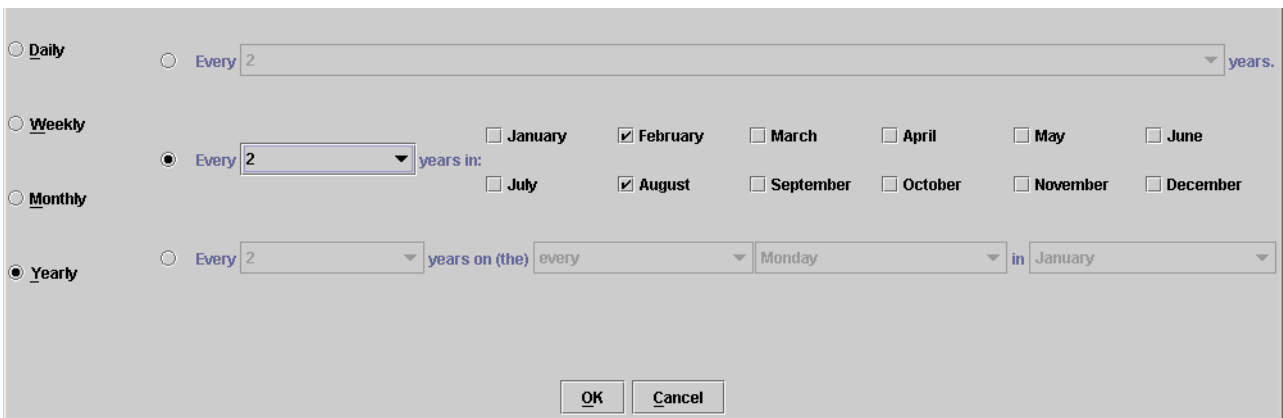 Daily
Every 2 years.
Weekly
January February March April May June
Every 2 years in:
July August September October November December
Monthly
Every 2 years on (the) every Monday in January
Yearly
OK Cancel